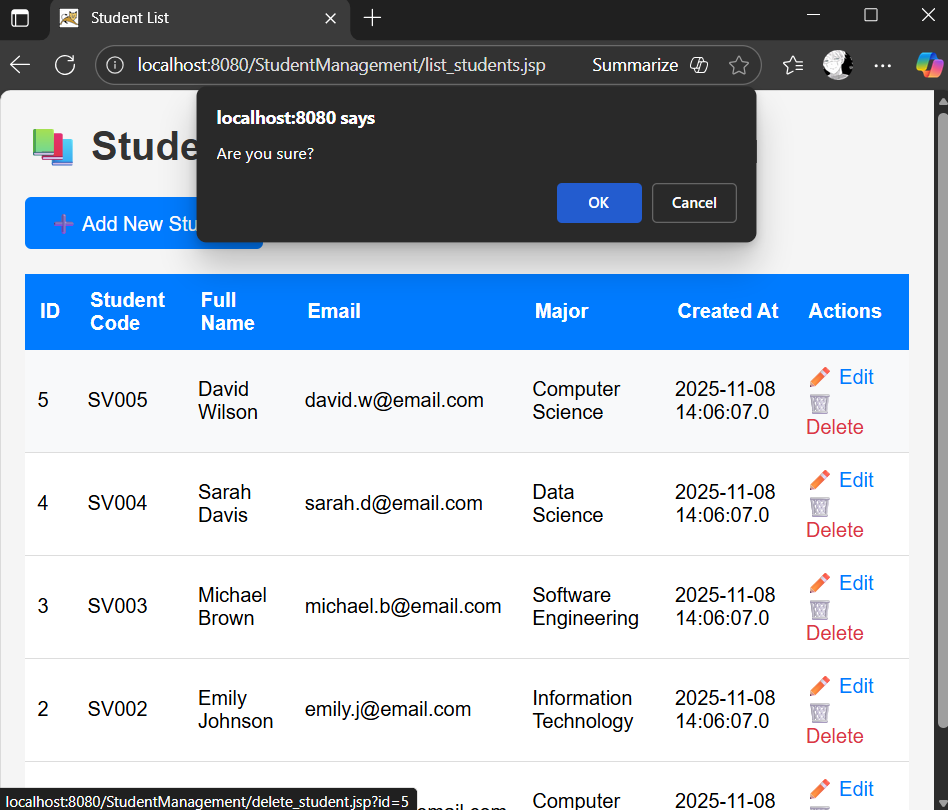 Student List
localhost:8080/StudentManagement/list_students.jsp Summarize
localhost:8080 says
Are you sure?
OK Cancel
Stude
Add New Stu
ID Student Code Full Name Email Major Created At Actions
5 SV005 David Wilson david.w@email.com Computer Science 2025-11-08 14:06:07.0 Edit Delete
4 SV004 Sarah Davis sarah.d@email.com Data Science 2025-11-08 14:06:07.0 Edit Delete
3 SV003 Michael Brown michael.b@email.com Software Engineering 2025-11-08 14:06:07.0 Edit Delete
2 SV002 Emily Johnson emily.j@email.com Information Technology 2025-11-08 14:06:07.0 Edit Delete
Computer 2025-11-08 Edit
localhost:8080/StudentManagement/delete_student.jsp?id=5